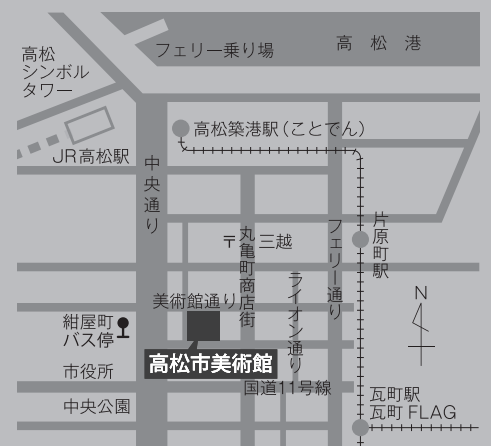 高松
シンボル
タワー
フェリー乗り場
高松港
JR高松駅
高松築港駅(ことでん)
中央通り
〒
三越
丸亀町商店街
フェリー通り
片原町駅
美術館通り
ライオン通り
N
紺屋町
バス停
高松市美術館
市役所
国道11号線
中央公園
瓦町駅
瓦町 FLAG